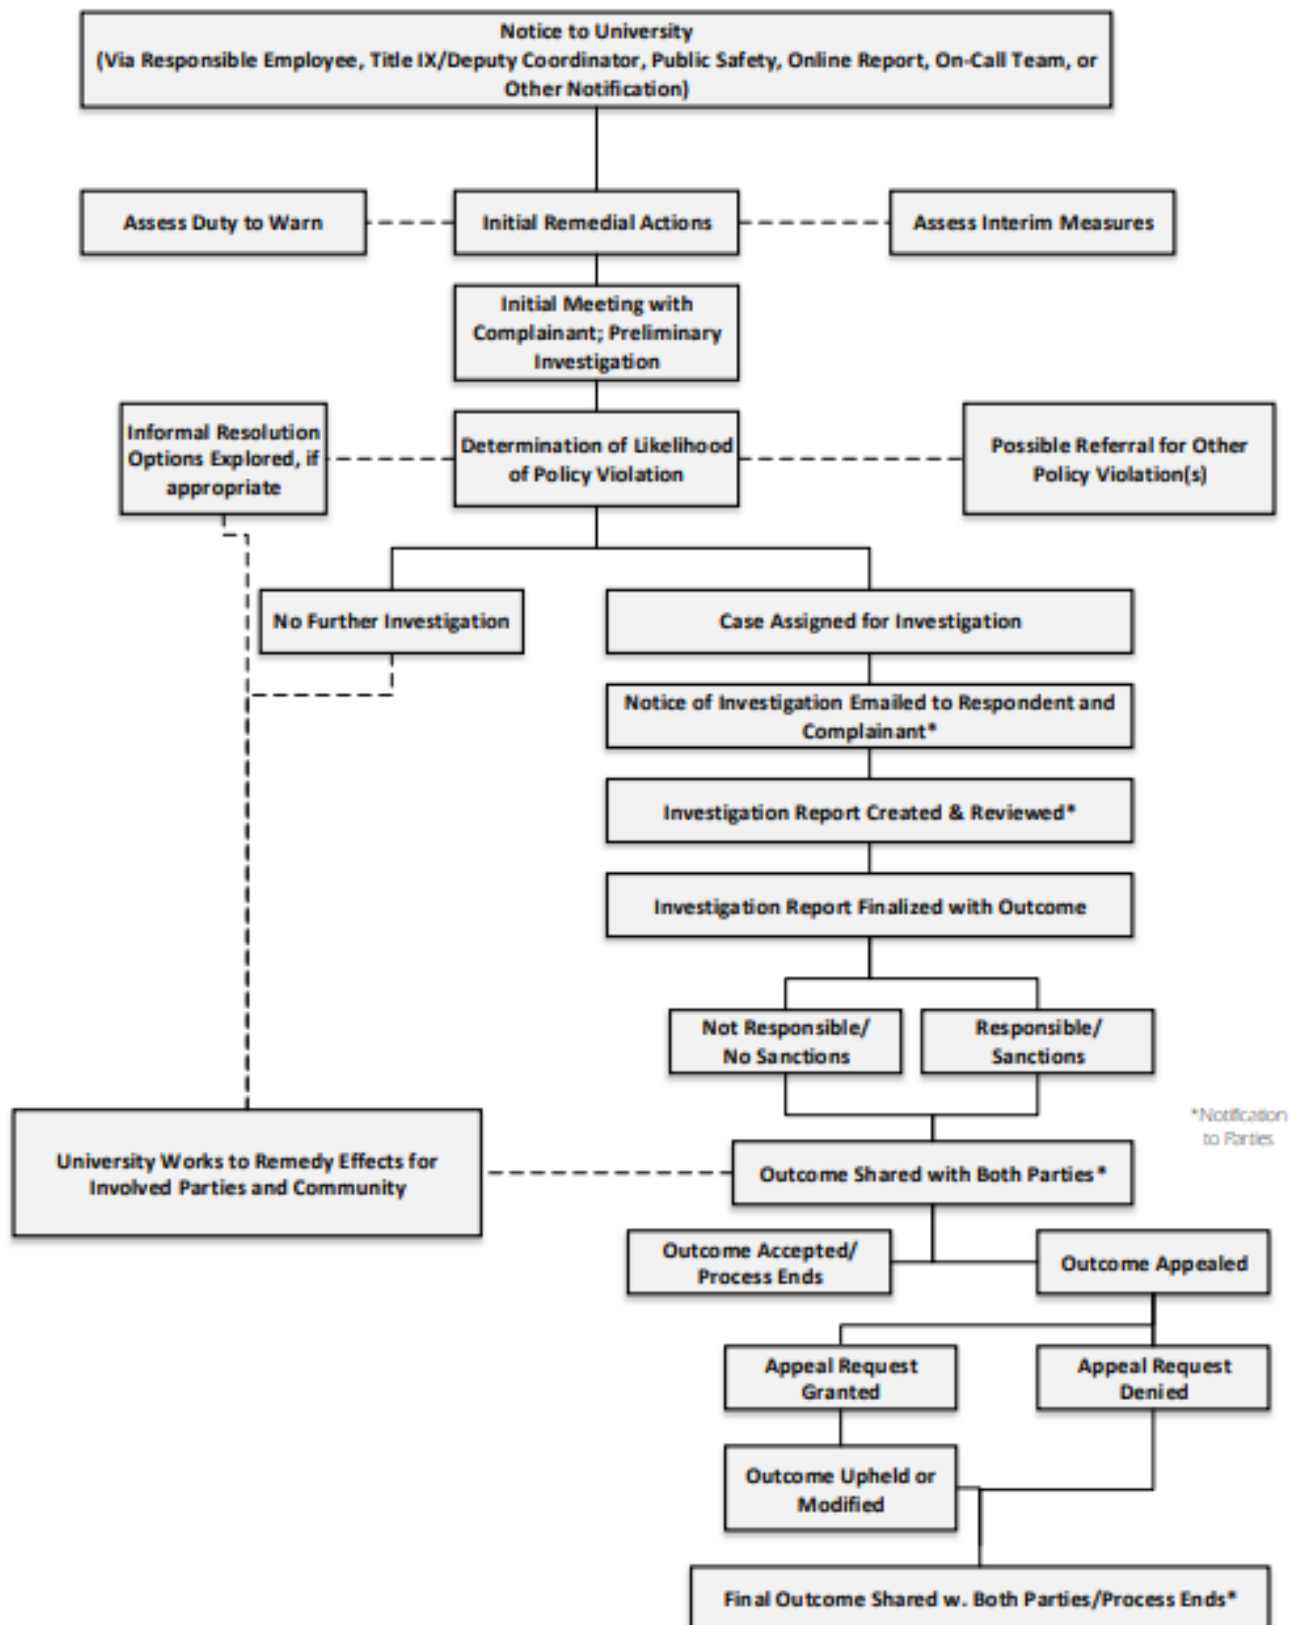 Notice to University
(Via Responsible Employee, Title IX/Deputy Coordinator, Public Safety, Online Report, On-Call Team, or
Other Notification)
Assess Duty to Warn
Initial Remedial Actions
Assess Interim Measures
Initial Meeting with
Complainant; Preliminary
Investigation
Informal Resolution
Options Explored, if
appropriate
Determination of Likelihood
of Policy Violation
Possible Referral for Other
Policy Violation(s)
No Further Investigation
Case Assigned for Investigation
Notice of Investigation Emailed to Respondent and
Complainant*
Investigation Report Created & Reviewed*
Investigation Report Finalized with Outcome
Not Responsible/
No Sanctions
Responsible/
Sanctions
*Notification
to Parties
University Works to Remedy Effects for
Involved Parties and Community
Outcome Shared with Both Parties*
Outcome Accepted/
Process Ends
Outcome Appealed
Appeal Request
Granted
Appeal Request
Denied
Outcome Upheld or
Modified
Final Outcome Shared w. Both Parties/Process Ends*